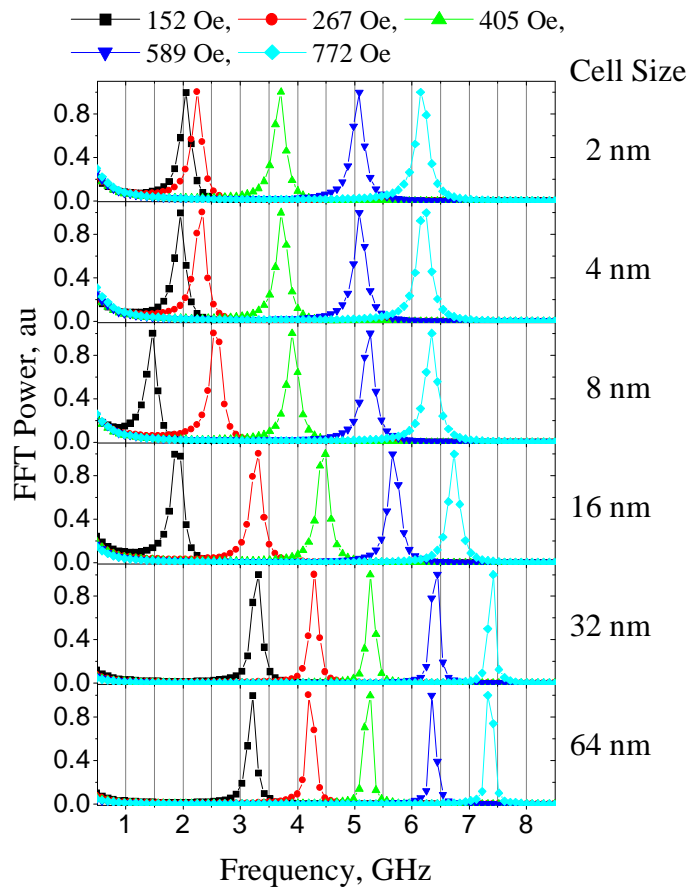 152 Oe, 267 Oe, 405 Oe,
589 Oe, 772 Oe
Cell Size
0.8
0.4
0.0
2 nm
0.8
0.4
0.0
4 nm
0.8
0.4
0.0
8 nm
0.8
0.4
0.0
16 nm
0.8
0.4
0.0
32 nm
0.8
0.4
0.0
64 nm
FFT Power, au
1 2 3 4 5 6 7 8
Frequency, GHz